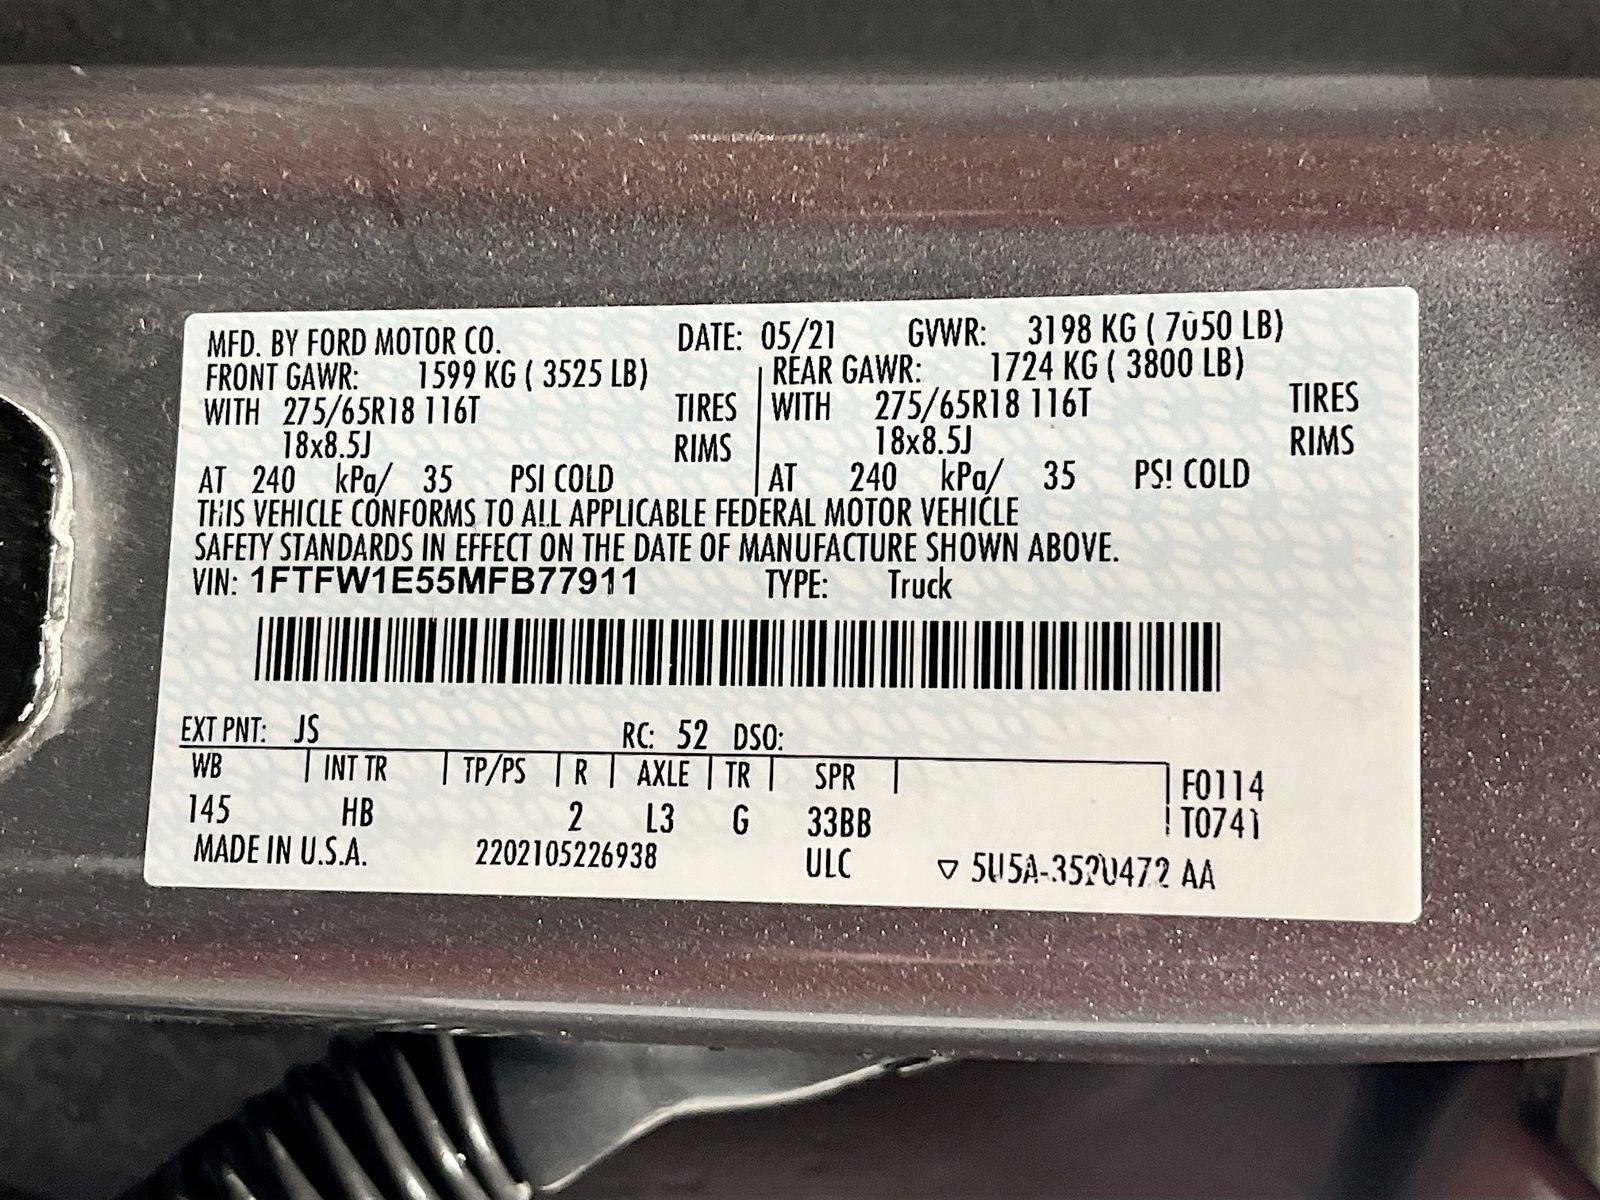 MFD. BY FORD MOTOR CO. DATE: 05/21 GVWR: 3198 KG ( 7050 LB)
FRONT GAWR: 1599 KG ( 3525 LB) REAR GAWR: 1724 KG ( 3800 LB)
WITH 275/65R18 116T TIRES WITH 275/65R18 116T TIRES
18x8.5J RIMS 18x8.5J RIMS
AT 240 kPa/ 35 PSI COLD AT 240 kPa/ 35 PSI COLD
THIS VEHICLE CONFORMS TO ALL APPLICABLE FEDERAL MOTOR VEHICLE
SAFETY STANDARDS IN EFFECT ON THE DATE OF MANUFACTURE SHOWN ABOVE.
VIN: 1FTFW1E55MFB77911 TYPE: Truck
EXT PNT: JS RC: 52 DSO:
WB INT TR TP/PS R AXLE TR SPR F0114
145 HB 2 L3 G 33BB T0741
MADE IN U.S.A. 2202105226938 ULC ▽ 5U5A-3520472 AA